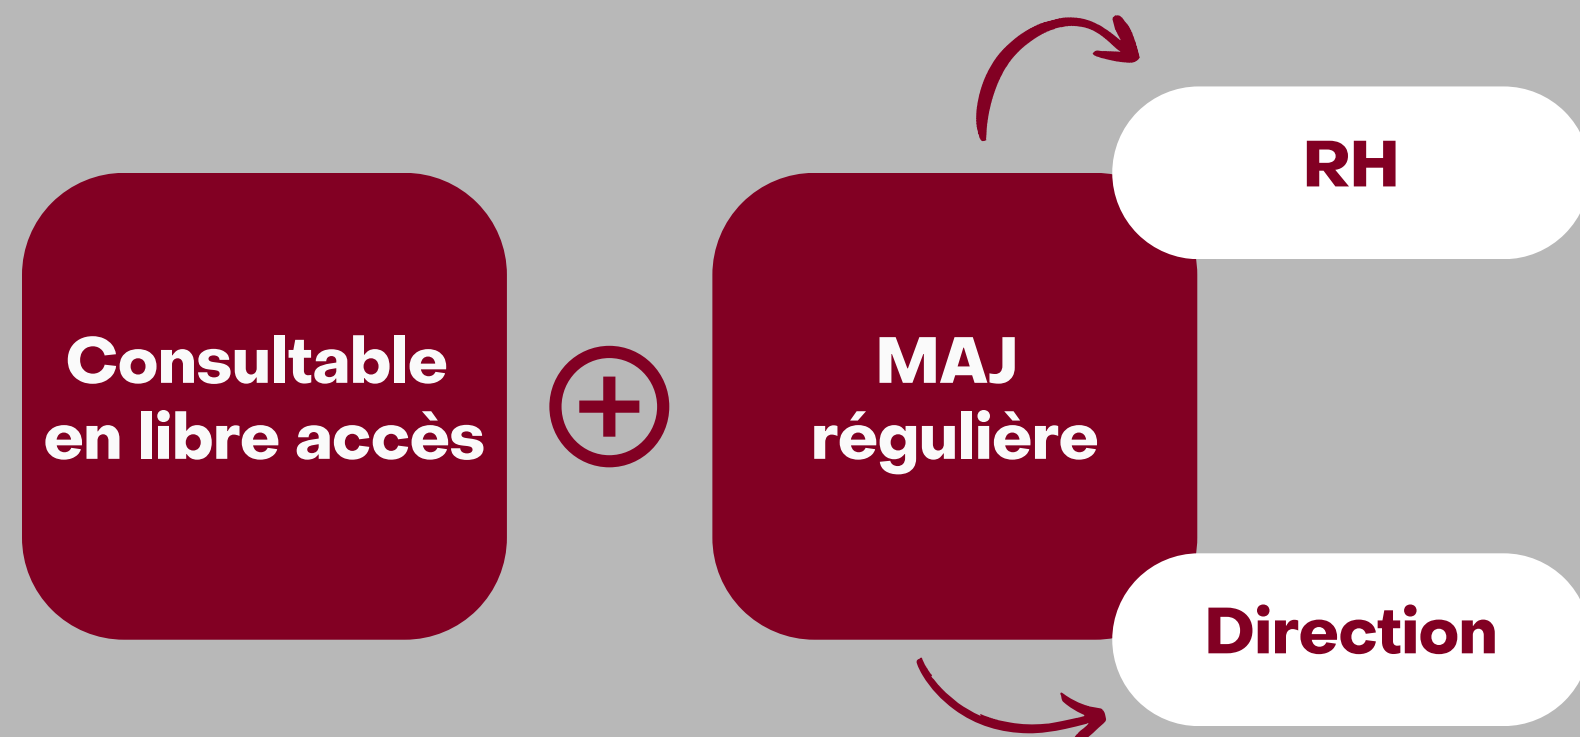 Consultable
en libre accès
MAJ
régulière
RH
Direction